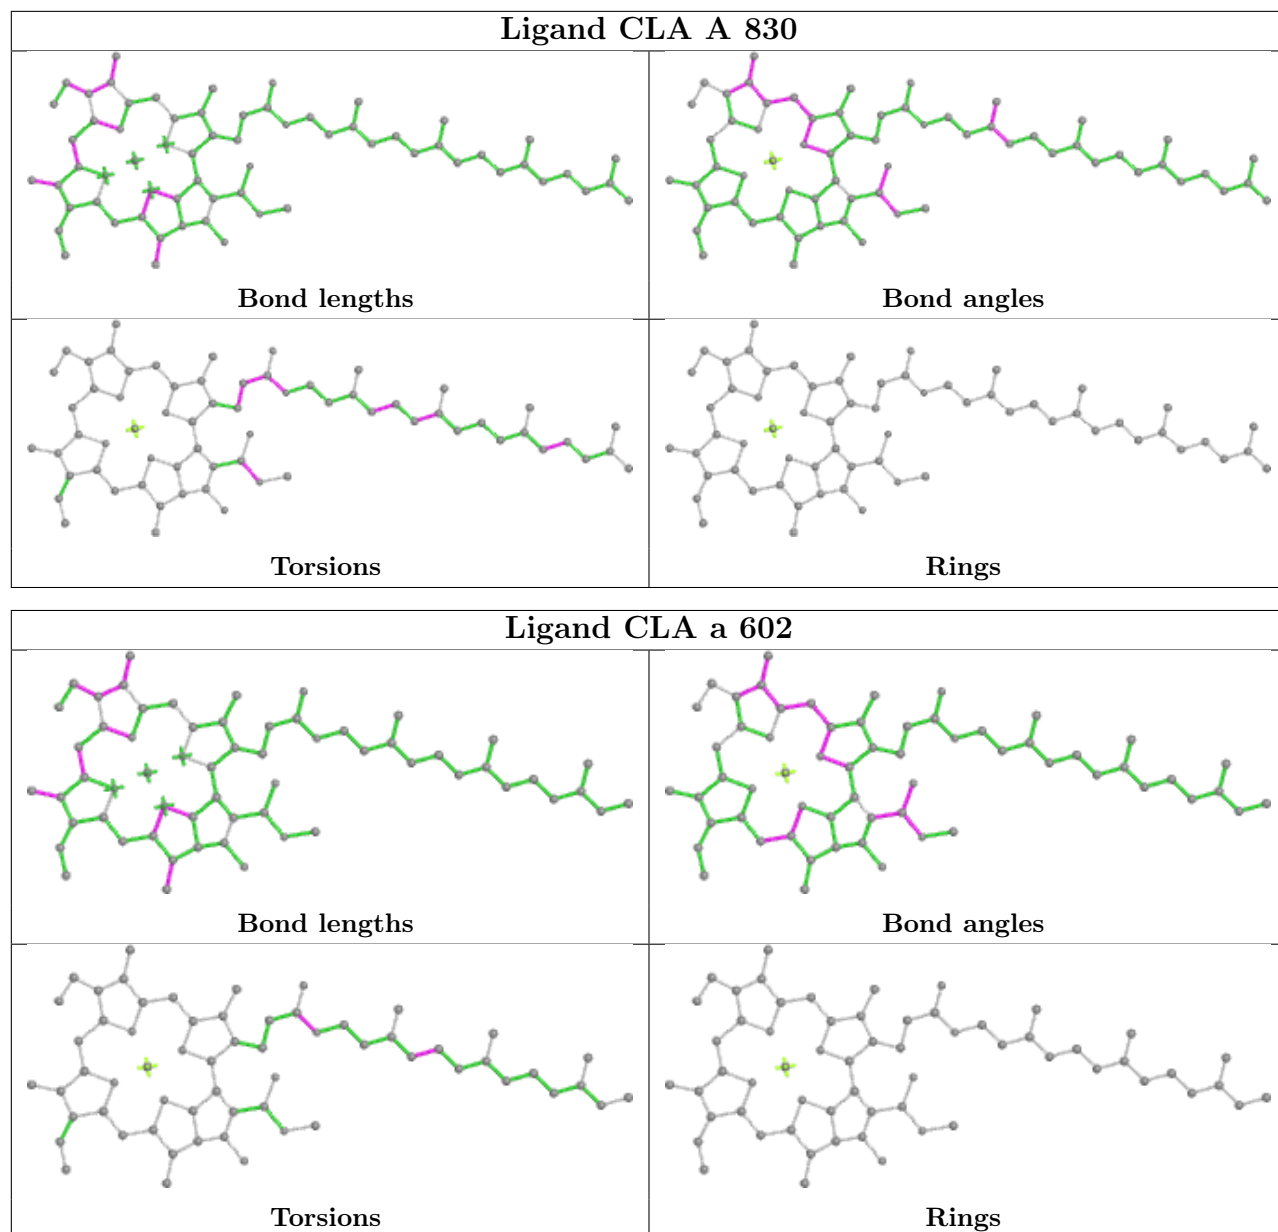 Ligand CLA A 830
Bond lengths
Bond angles
Torsions
Rings
Ligand CLA a 602
Bond lengths
Bond angles
Torsions
Rings